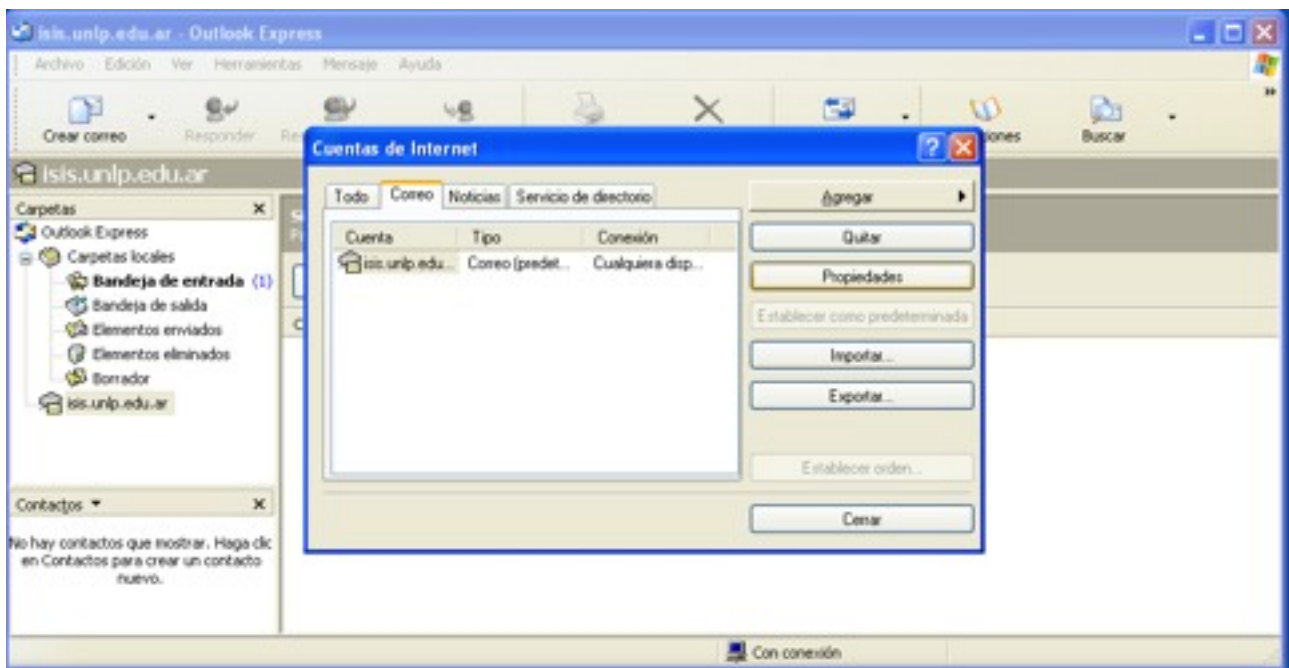 isis.unlp.edu.ar - Outlook Express
Archivo Edición Ver Herramientas Mensaje Ayuda
Crear correo Responder Re iones Buscar
isis.unlp.edu.ar
Cuentas de Internet
Todo Correo Noticias Servicio de directorio
Cuenta Tipo Conexión
isis.unlp.edu... Correo (predet... Cualquiera disp...
Agregar
Quitar
Propiedades
Establecer como predeterminada
Importar...
Exportar...
Establecer orden...
Cerrar
Carpetas
Outlook Express
Carpetas locales
Bandeja de entrada (1)
Bandeja de salida
Elementos enviados
Elementos eliminados
Borrador
isis.unlp.edu.ar
Contactos
No hay contactos que mostrar. Haga clic
en Contactos para crear un contacto
nuevo.
Con conexión